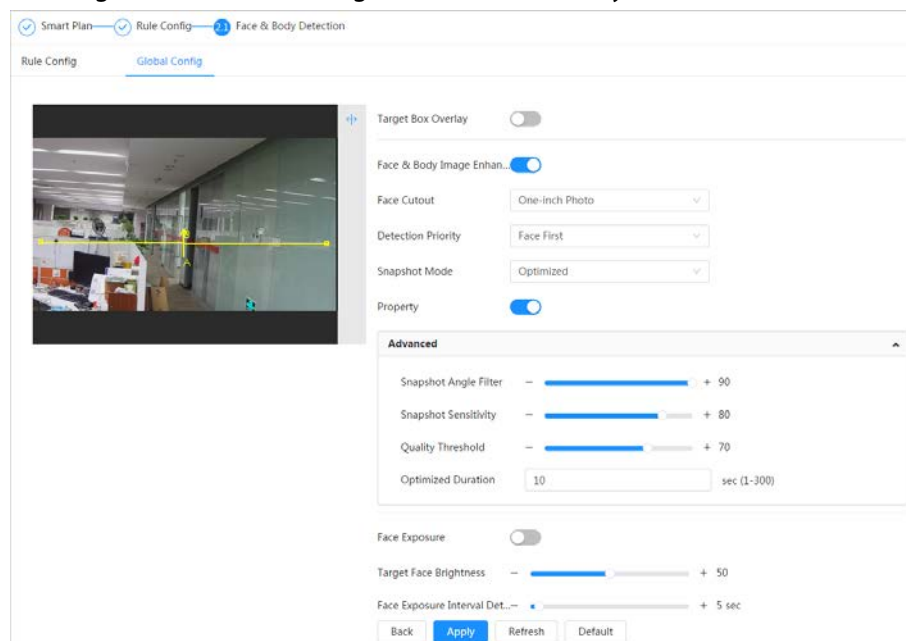 Smart Plan Rule Config 2.1 Face & Body Detection
Rule Config Global Config
Target Box Overlay
Face & Body Image Enhan...
Face Cutout One-inch Photo
Detection Priority Face First
Snapshot Mode Optimized
Property
Advanced
Snapshot Angle Filter − + 90
Snapshot Sensitivity − + 80
Quality Threshold − + 70
Optimized Duration 10 sec (1-300)
Face Exposure
Target Face Brightness − + 50
Face Exposure Interval Det... − + 5 sec
Back Apply Refresh Default